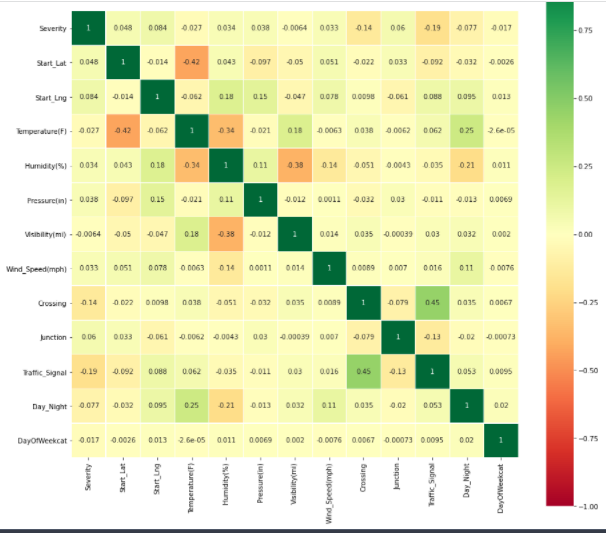 Severity 1 0.048 0.084 -0.027 0.034 0.038 -0.0064 0.033 -0.14 0.06 -0.19 -0.077 -0.017
Start_Lat 0.048 1 -0.014 -0.42 0.043 -0.097 -0.05 0.051 -0.022 0.033 -0.092 -0.032 -0.0026
Start_Lng 0.084 -0.014 1 -0.062 0.18 0.15 -0.047 0.078 0.0098 -0.061 0.088 0.095 0.013
Temperature(F) -0.027 -0.42 -0.062 1 -0.34 -0.021 0.18 -0.0063 0.038 -0.0062 0.062 0.25 -2.6e-05
Humidity(%) 0.034 0.043 0.18 -0.34 1 0.11 -0.38 -0.14 -0.051 -0.0043 -0.035 -0.21 0.011
Pressure(in) 0.038 -0.097 0.15 -0.021 0.11 1 -0.012 0.0011 -0.032 0.03 -0.011 -0.013 0.0069
Visibility(mi) -0.0064 -0.05 -0.047 0.18 -0.38 -0.012 1 0.014 0.035 -0.00039 0.03 0.032 0.002
Wind_Speed(mph) 0.033 0.051 0.078 -0.0063 -0.14 0.0011 0.014 1 0.0089 0.007 0.016 0.11 -0.0076
Crossing -0.14 -0.022 0.0098 0.038 -0.051 -0.032 0.035 0.0089 1 -0.079 0.45 0.035 0.0067
Junction 0.06 0.033 -0.061 -0.0062 -0.0043 0.03 -0.00039 0.007 -0.079 1 -0.13 -0.02 -0.00073
Traffic_Signal -0.19 -0.092 0.088 0.062 -0.035 -0.011 0.03 0.016 0.45 -0.13 1 0.053 0.0095
Day_Night -0.077 -0.032 0.095 0.25 -0.21 -0.013 0.032 0.11 0.035 -0.02 0.053 1 0.02
DayOfWeekcat -0.017 -0.0026 0.013 -2.6e-05 0.011 0.0069 0.002 -0.0076 0.0067 -0.00073 0.0095 0.02 1
Severity
Start_Lat
Start_Lng
Temperature(F)
Humidity(%)
Pressure(in)
Visibility(mi)
Wind_Speed(mph)
Crossing
Junction
Traffic_Signal
Day_Night
DayOfWeekcat
0.75
0.50
0.25
0.00
-0.25
-0.50
-0.75
-1.00